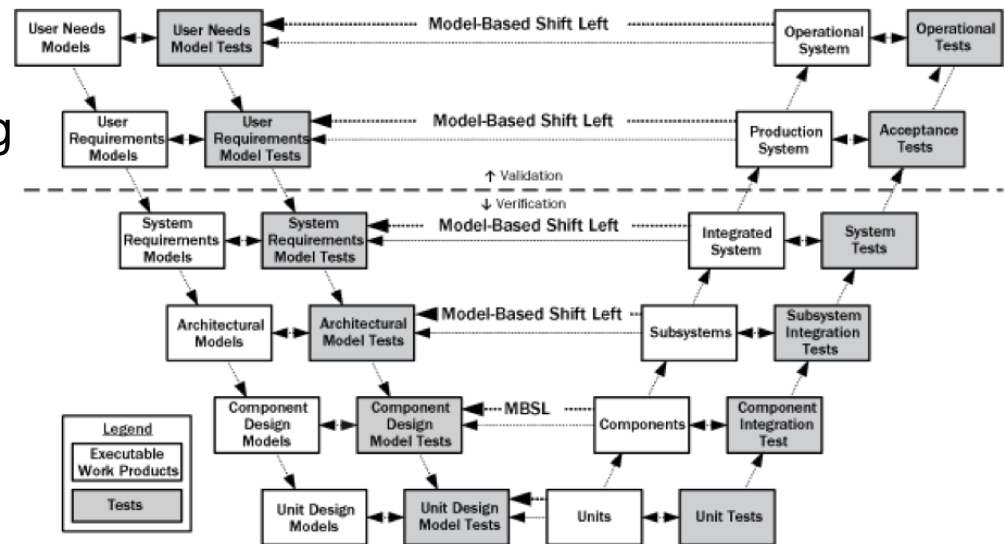 User Needs
Models
User Needs
Model Tests
Model-Based Shift Left
Operational
System
Operational
Tests
g
User
Requirements
Models
User
Requirements
Model Tests
Model-Based Shift Left
Production
System
Acceptance
Tests
↑ Validation
↓ Verification
System
Requirements
Models
System
Requirements
Model Tests
Model-Based Shift Left
Integrated
System
System
Tests
Architectural
Models
Architectural
Model Tests
Model-Based Shift Left
Subsystems
Subsystem
Integration
Tests
Component
Design
Models
Component
Design
Model Tests
MBSL
Components
Component
Integration
Test
Legend
Executable
Work Products
Tests
Unit Design
Models
Unit Design
Model Tests
Units
Unit Tests